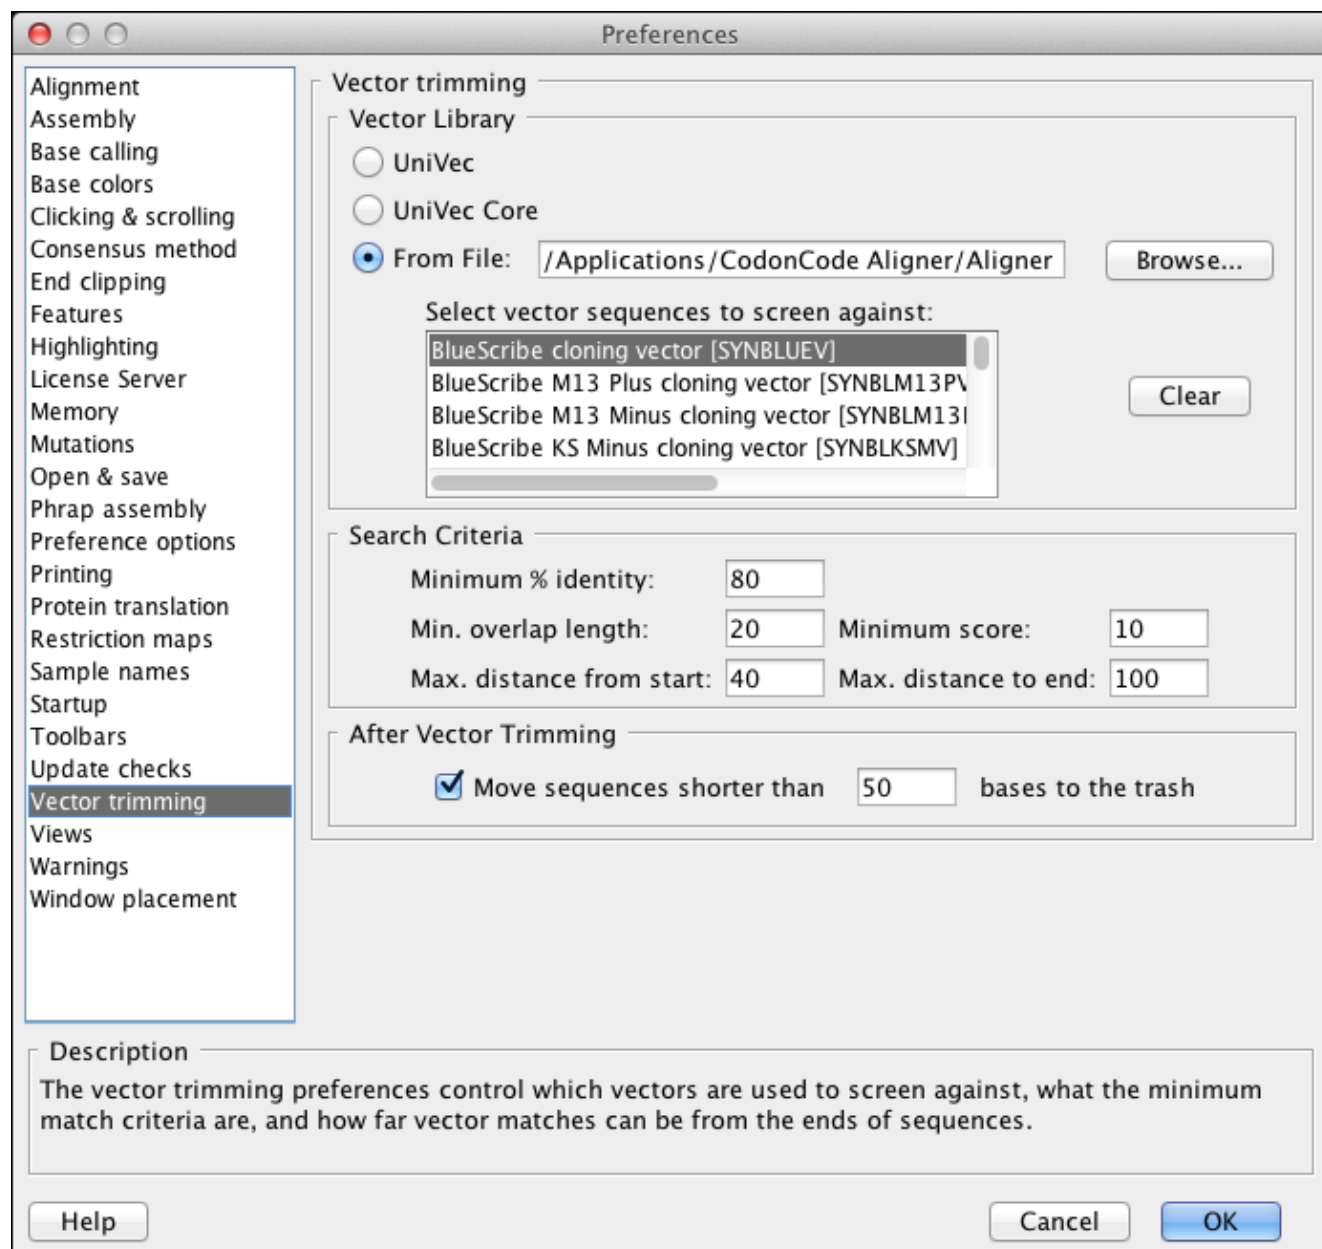 Preferences
Alignment
Assembly
Base calling
Base colors
Clicking & scrolling
Consensus method
End clipping
Features
Highlighting
License Server
Memory
Mutations
Open & save
Phrap assembly
Preference options
Printing
Protein translation
Restriction maps
Sample names
Startup
Toolbars
Update checks
Vector trimming
Views
Warnings
Window placement
Vector trimming
Vector Library
UniVec
UniVec Core
From File: /Applications/CodonCode Aligner/Aligner Browse...
Select vector sequences to screen against:
BlueScribe cloning vector [SYNBLUEV]
BlueScribe M13 Plus cloning vector [SYNBLM13PV
BlueScribe M13 Minus cloning vector [SYNBLM13
BlueScribe KS Minus cloning vector [SYNBLKSMV]
Clear
Search Criteria
Minimum % identity: 80
Min. overlap length: 20 Minimum score: 10
Max. distance from start: 40 Max. distance to end: 100
After Vector Trimming
Move sequences shorter than 50 bases to the trash
Description
The vector trimming preferences control which vectors are used to screen against, what the minimum
match criteria are, and how far vector matches can be from the ends of sequences.
Help Cancel OK